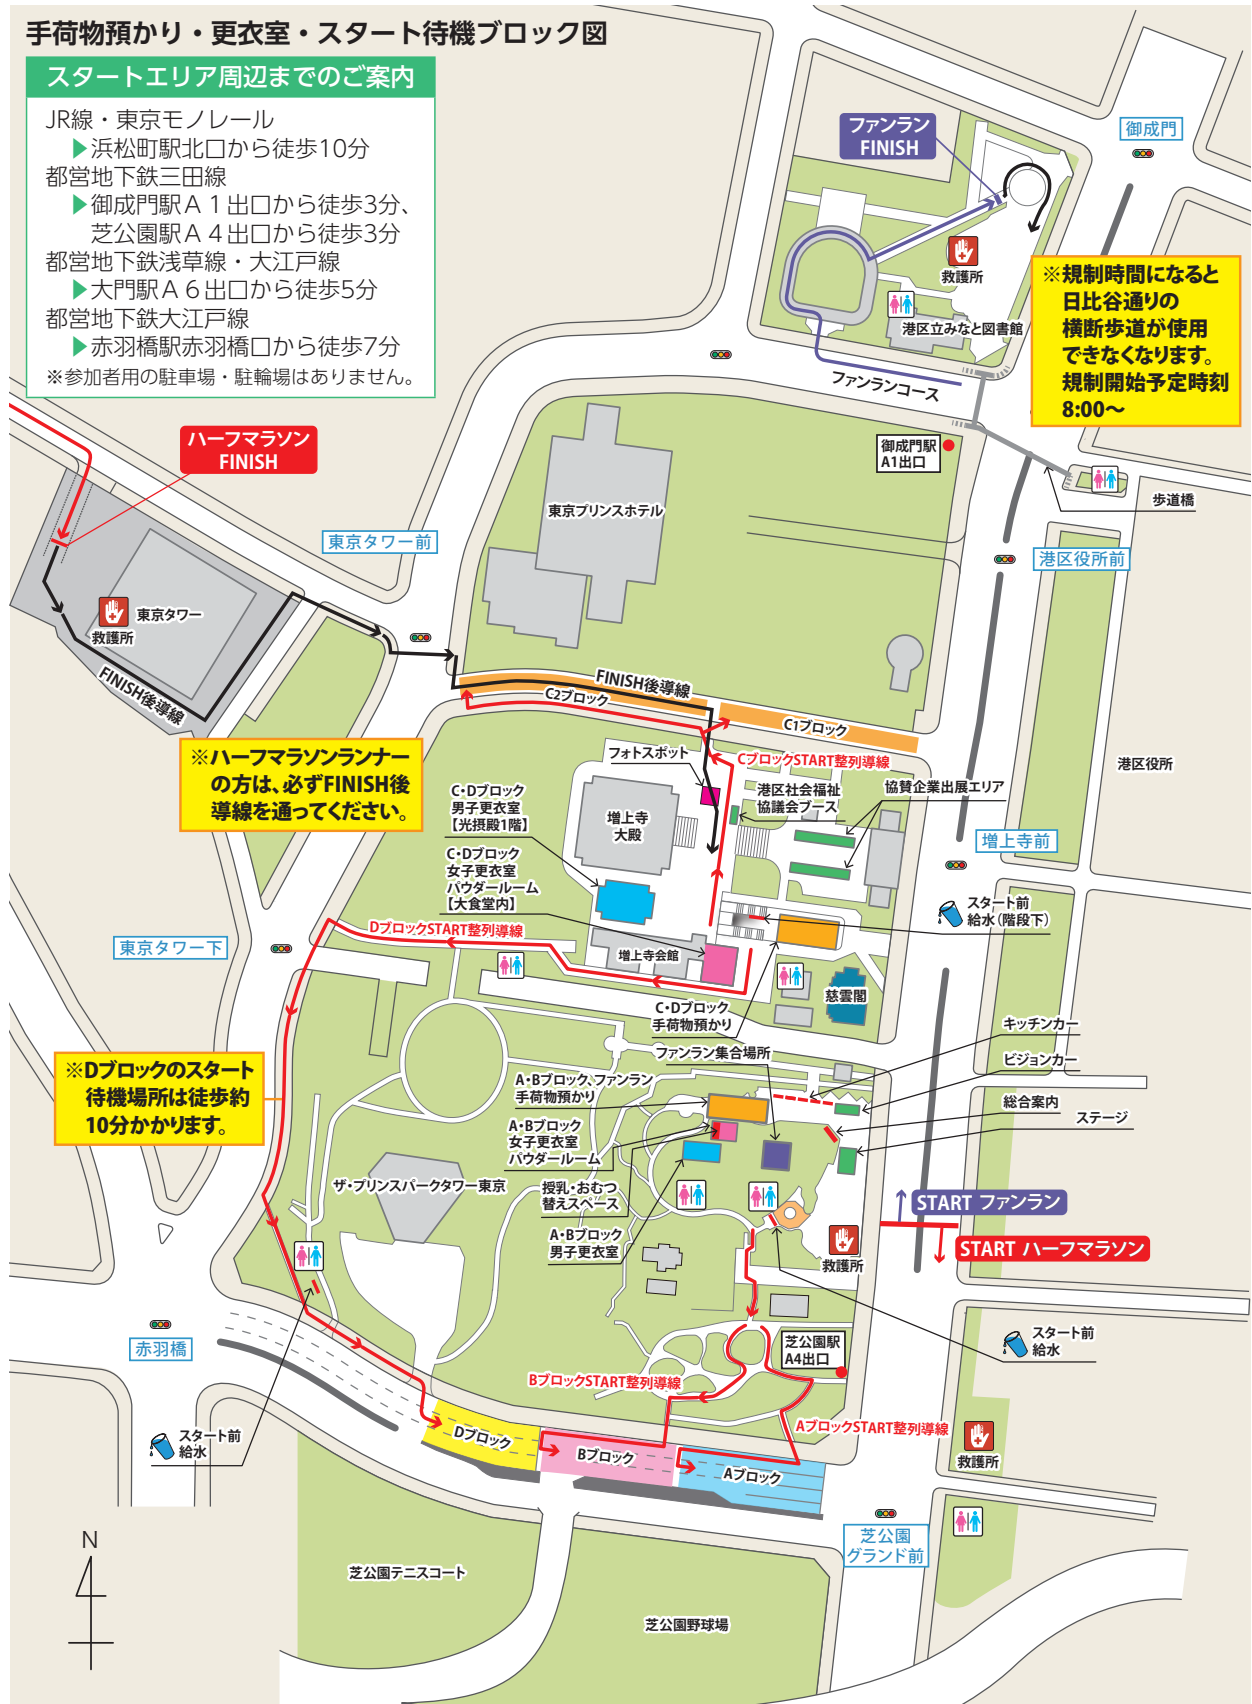 手荷物預かり・更衣室・スタート待機ブロック図
スタートエリア周辺までのご案内
JR線・東京モノレール
▶浜松町駅北口から徒歩10分
都営地下鉄三田線
▶御成門駅A1出口から徒歩3分、
芝公園駅A4出口から徒歩3分
都営地下鉄浅草線・大江戸線
▶大門駅A6出口から徒歩5分
都営地下鉄大江戸線
▶赤羽橋駅赤羽橋口から徒歩7分
※参加者用の駐車場・駐輪場はありません。
ファンラン
FINISH
御成門
救護所
港区立みなと図書館
※規制時間になると
日比谷通りの
横断歩道が使用
できなくなります。
規制開始予定時刻
8:00〜
ファンランコース
ハーフマラソン
FINISH
御成門駅
A1出口
歩道橋
東京プリンスホテル
東京タワー前
港区役所前
東京タワー
救護所
FINISH後導線
FINISH後導線
C2ブロック
C1ブロック
※ハーフマラソンランナー
の方は、必ずFINISH後
導線を通ってください。
フォトスポット
CブロックSTART整列導線
港区役所
C・Dブロック
男子更衣室
【光摂殿1階】
増上寺
大殿
港区社会福祉
協議会ブース
協賛企業出展エリア
増上寺前
C・Dブロック
女子更衣室
パウダールーム
【大食堂内】
スタート前
給水(階段下)
DブロックSTART整列導線
東京タワー下
増上寺会館
慈雲閣
C・Dブロック
手荷物預かり
キッチンカー
ファンラン集合場所
ビジョンカー
※Dブロックのスタート
待機場所は徒歩約
10分かかります。
A・Bブロック、ファンラン
手荷物預かり
総合案内
ステージ
A・Bブロック
女子更衣室
パウダールーム
ザ・プリンスパークタワー東京
授乳・おむつ
替えスペース
START ファンラン
A・Bブロック
男子更衣室
START ハーフマラソン
救護所
赤羽橋
芝公園駅
A4出口
スタート前
給水
BブロックSTART整列導線
AブロックSTART整列導線
スタート前
給水
Dブロック
Bブロック
Aブロック
救護所
芝公園
グランド前
N
芝公園テニスコート
芝公園野球場